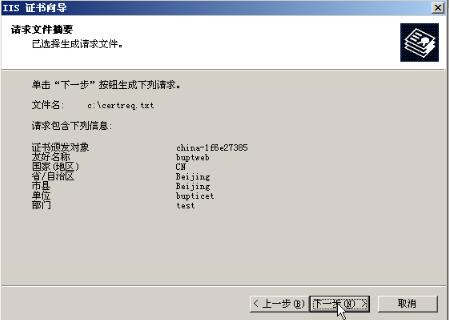 IIS 证书向导
请求文件摘要
已选择生成请求文件。
单击“下一步”按钮生成下列请求。
文件名: c:\certreq.txt
请求包含下列信息:
证书颁发对象 china-1f8e27385
友好名称 buptweb
国家(地区) CN
省/自治区 Beijing
市县 Beijing
单位 bupticet
部门 test
< 上一步(B) 下一步(N) > 取消